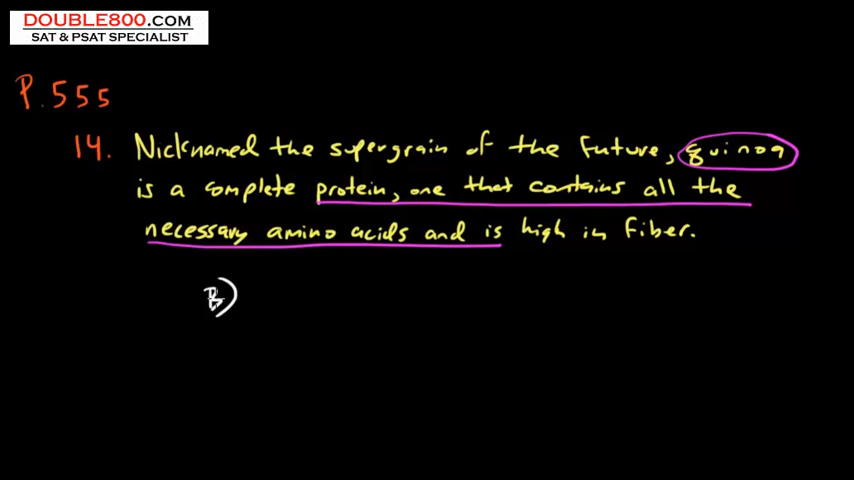 DOUBLE800.COM
SAT & PSAT SPECIALIST
P.555
14. Nicknamed the supergrain of the future, quinoa
is a complete protein, one that contains all the
necessary amino acids and is high in fiber.
B)